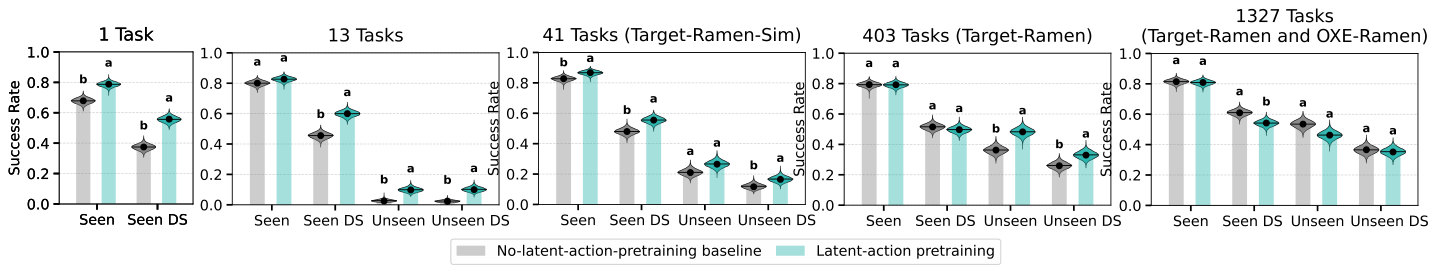 1 Task
13 Tasks
41 Tasks (Target-Ramen-Sim)
403 Tasks (Target-Ramen)
1327 Tasks
(Target-Ramen and OXE-Ramen)
Success Rate
1.0
0.8
0.6
0.4
0.2
0.0
b a b a
Seen Seen DS
Success Rate
1.0
0.8
0.6
0.4
0.2
0.0
a a b a b a b a
Seen Seen DS Unseen Unseen DS
Success Rate
1.0
0.8
0.6
0.4
0.2
0.0
b a b a a a b a
Seen Seen DS Unseen Unseen DS
Success Rate
1.0
0.8
0.6
0.4
0.2
0.0
a a a a b a b a
Seen Seen DS Unseen Unseen DS
Success Rate
1.0
0.8
0.6
0.4
0.2
0.0
a a a b a a a a
Seen Seen DS Unseen Unseen DS
No-latent-action-pretraining baseline
Latent-action pretraining